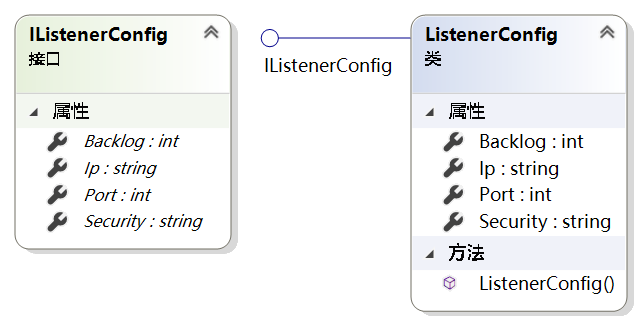 IListenerConfig
接口
属性
Backlog : int
Ip : string
Port : int
Security : string
IListenerConfig
ListenerConfig
类
属性
Backlog : int
Ip : string
Port : int
Security : string
方法
ListenerConfig()